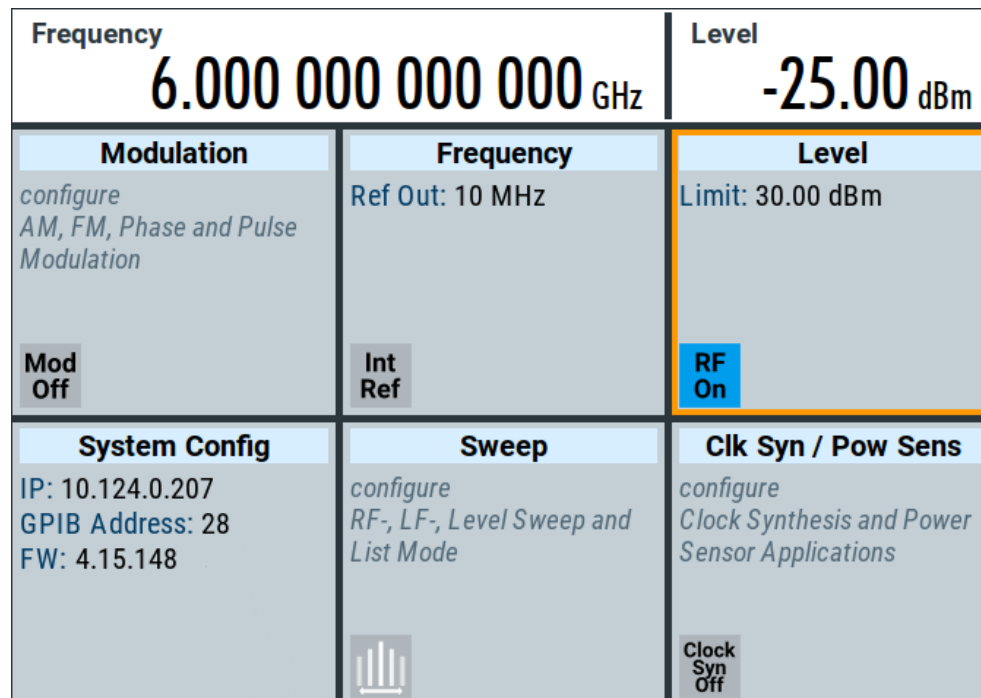 Frequency
6.000 000 000 000 GHz
Level
-25.00 dBm
Modulation
configure
AM, FM, Phase and Pulse
Modulation
Mod
Off
Frequency
Ref Out: 10 MHz
Int
Ref
Level
Limit: 30.00 dBm
RF
On
System Config
IP: 10.124.0.207
GPIB Address: 28
FW: 4.15.148
Sweep
configure
RF-, LF-, Level Sweep and
List Mode
Clk Syn / Pow Sens
configure
Clock Synthesis and Power
Sensor Applications
Clock
Syn
Off